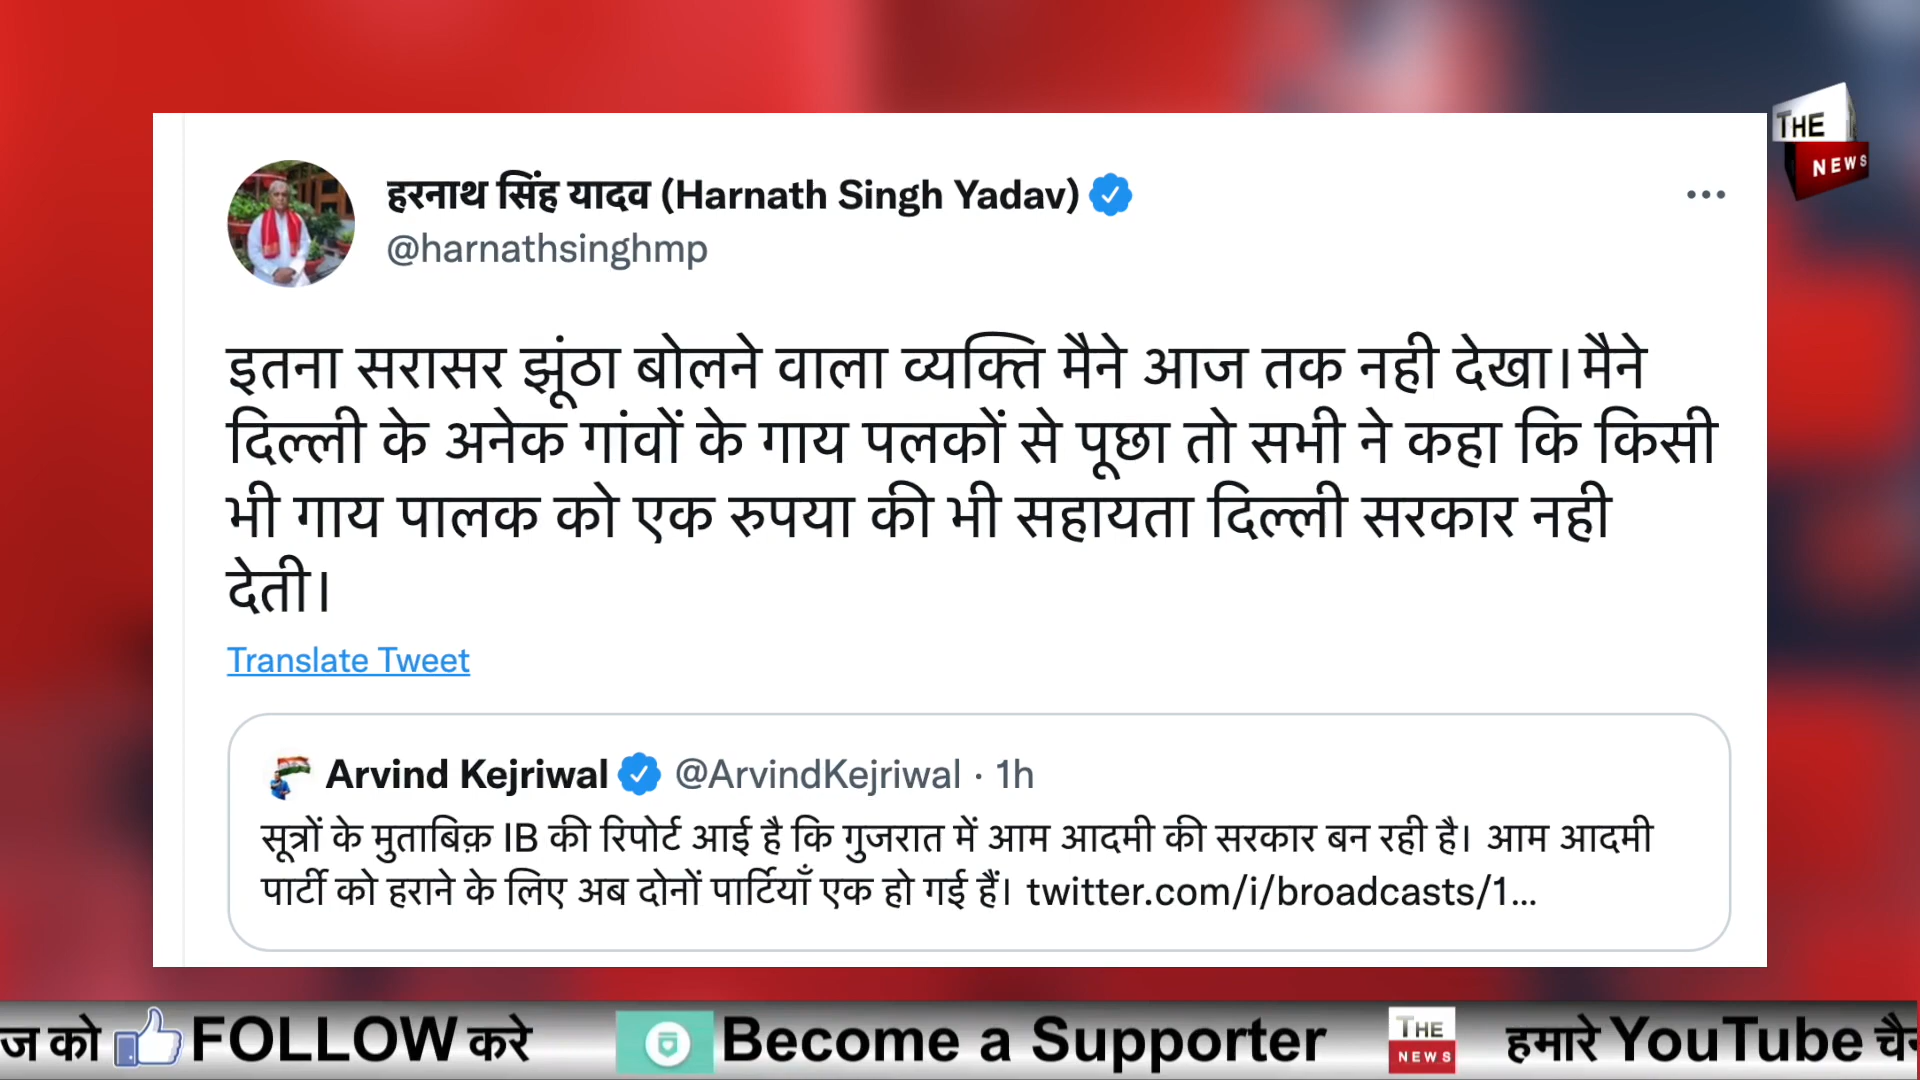 THE
NEWS
हरनाथ सिंह यादव (Harnath Singh Yadav)
@harnathsinghmp
इतना सरासर झूंठा बोलने वाला व्यक्ति मैने आज तक नही देखा।मैने
दिल्ली के अनेक गांवों के गाय पलकों से पूछा तो सभी ने कहा कि किसी
भी गाय पालक को एक रुपया की भी सहायता दिल्ली सरकार नही
देती।
Translate Tweet
Arvind Kejriwal @ArvindKejriwal · 1h
सूत्रों के मुताबिक़ IB की रिपोर्ट आई है कि गुजरात में आम आदमी की सरकार बन रही है। आम आदमी
पार्टी को हराने के लिए अब दोनों पार्टियाँ एक हो गई हैं। twitter.com/i/broadcasts/1...
ज को FOLLOW करे Become a Supporter THE NEWS हमारे YouTube